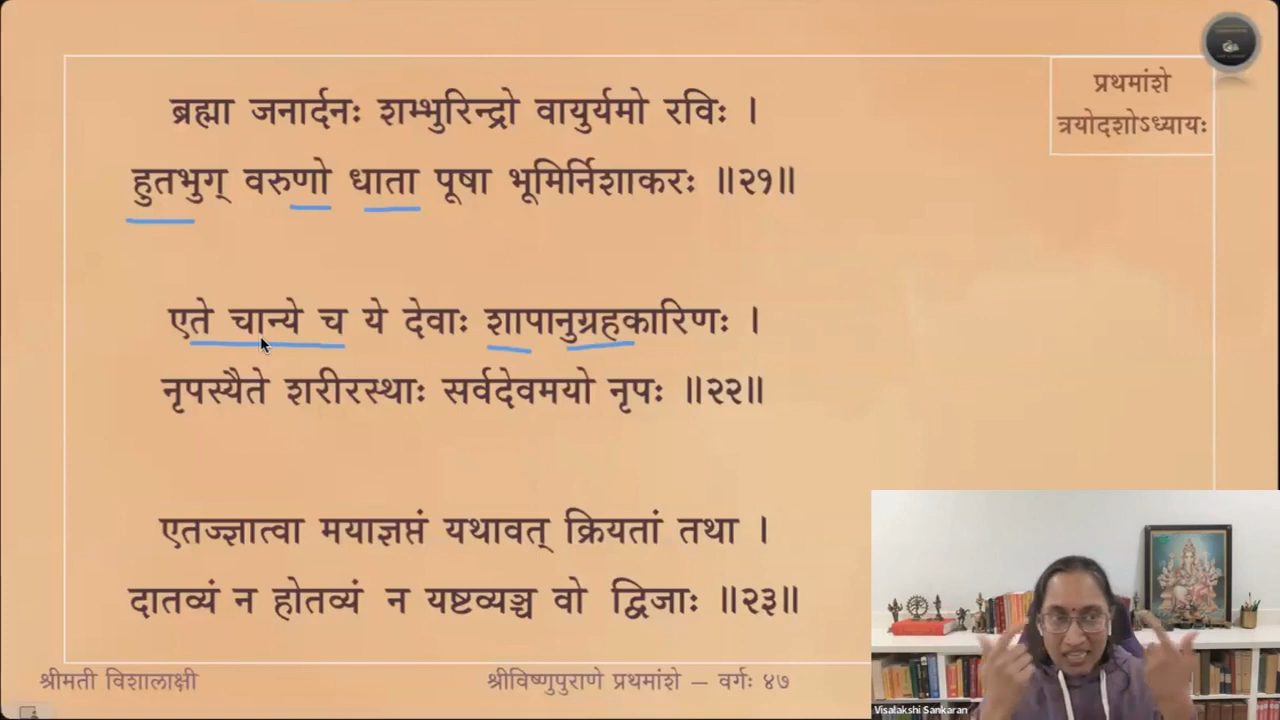 प्रथमांशे
त्रयोदशोऽध्यायः
ब्रह्मा जनार्दनः शम्भुरिन्द्रो वायुर्यमो रविः ।
हुतभुग् वरुणो धाता पूषा भूमिर्निशाकरः ॥२१॥
एते चान्ये च ये देवाः शापानुग्रहकारिणः ।
नृपस्यैते शरीरस्थाः सर्वदेवमयो नृपः ॥२२॥
एतज्ज्ञात्वा मयाज्ञप्तं यथावत् क्रियतां तथा ।
दातव्यं न होतव्यं न यष्टव्यञ्च वो द्विजाः ॥२३॥
श्रीमती विशालाक्षी
श्रीविष्णुपुराणे प्रथमांशे – वर्गः ४७
Visalakshi Sankaran